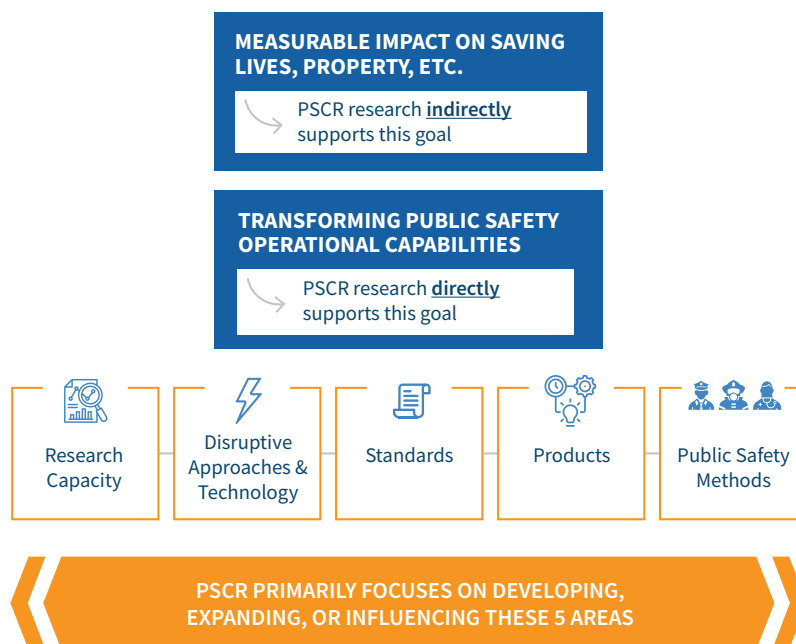 MEASURABLE IMPACT ON SAVING
LIVES, PROPERTY, ETC.
PSCR research indirectly
supports this goal
TRANSFORMING PUBLIC SAFETY
OPERATIONAL CAPABILITIES
PSCR research directly
supports this goal
Research
Capacity
Disruptive
Approaches &
Technology
Standards
Products
Public Safety
Methods
PSCR PRIMARILY FOCUSES ON DEVELOPING,
EXPANDING, OR INFLUENCING THESE 5 AREAS